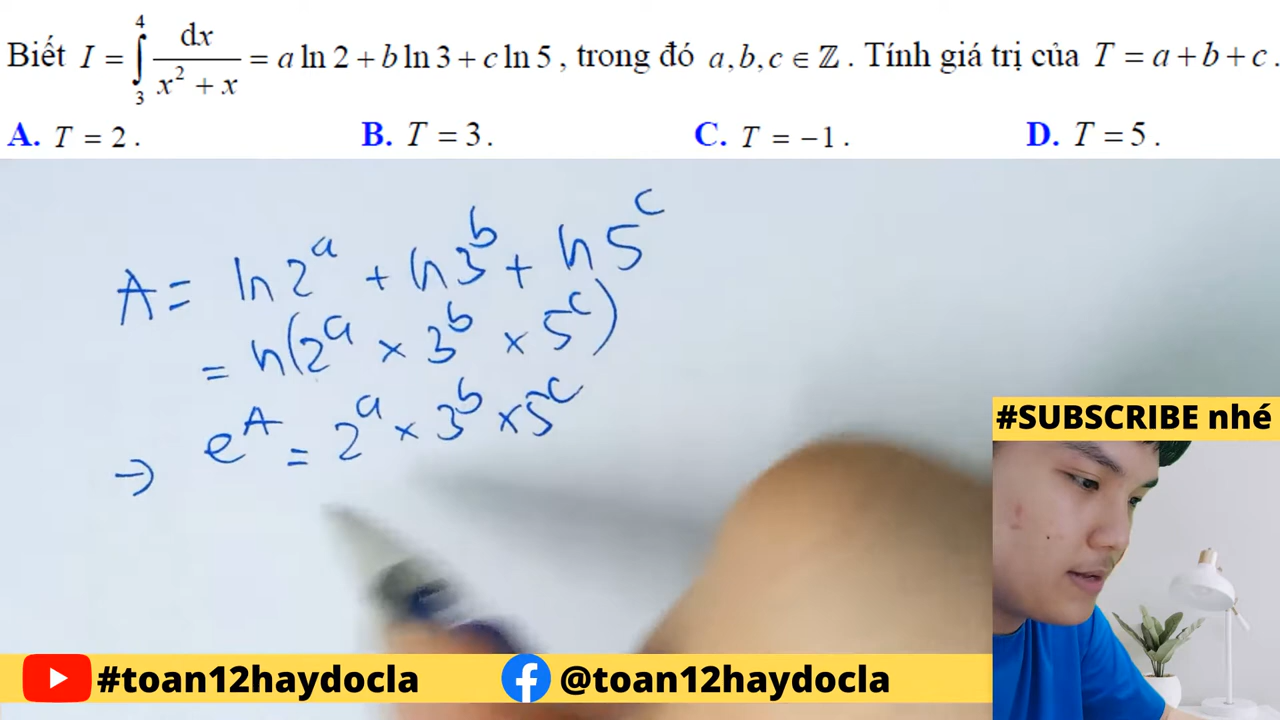 Biết I = ∫₃⁴ dx/(x² + x) = a ln 2 + b ln 3 + c ln 5, trong đó a, b, c ∈ ℤ. Tính giá trị của T = a + b + c.
A. T = 2. B. T = 3. C. T = −1. D. T = 5.
A = ln 2^a + ln 3^b + ln 5^c
= ln(2^a × 3^b × 5^c)
→ e^A = 2^a × 3^b × 5^c
#SUBSCRIBE nhé
#toan12haydocla
@toan12haydocla